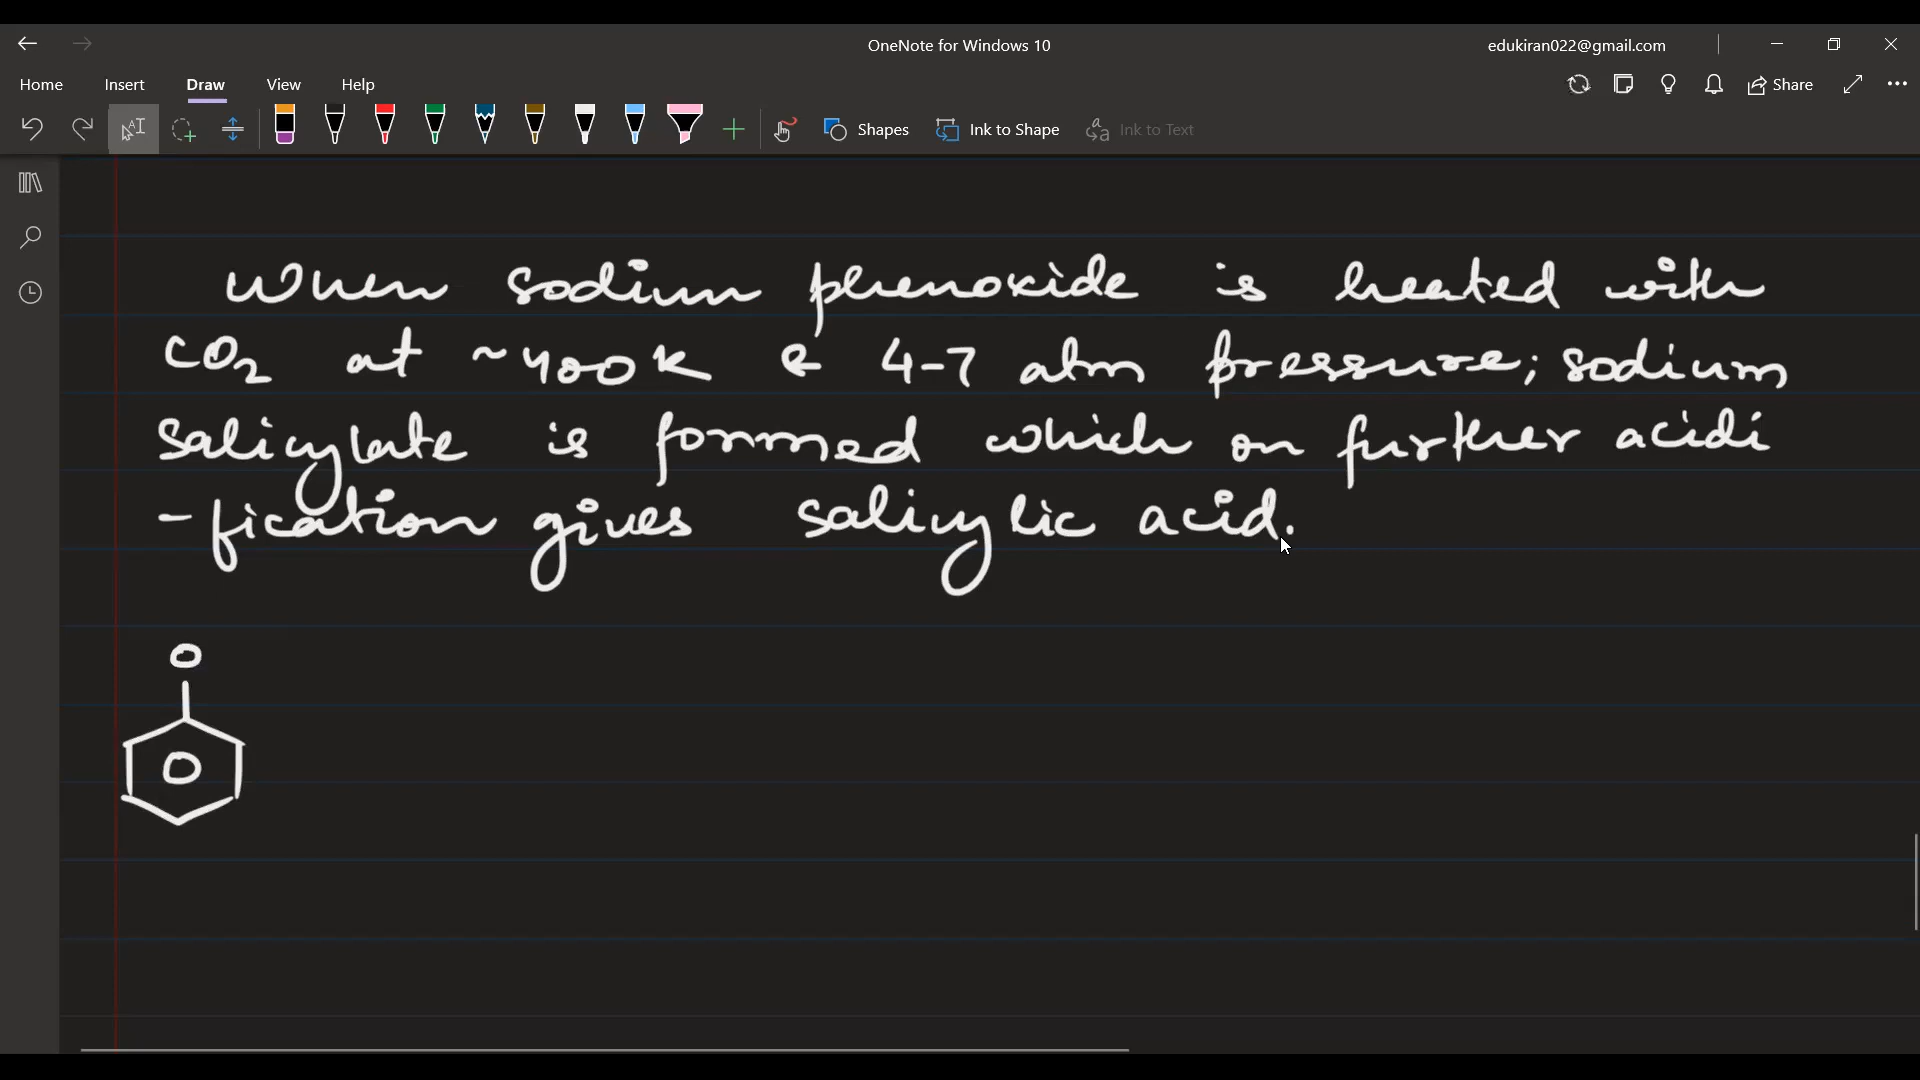 OneNote for Windows 10
edukiran022@gmail.com
Home Insert Draw View Help
Share
Shapes Ink to Shape Ink to Text
When sodium phenoxide is heated with
CO2 at ~400K & 4-7 atm pressure; sodium
salicylate is formed which on further acidi
-fication gives salicylic acid.
O